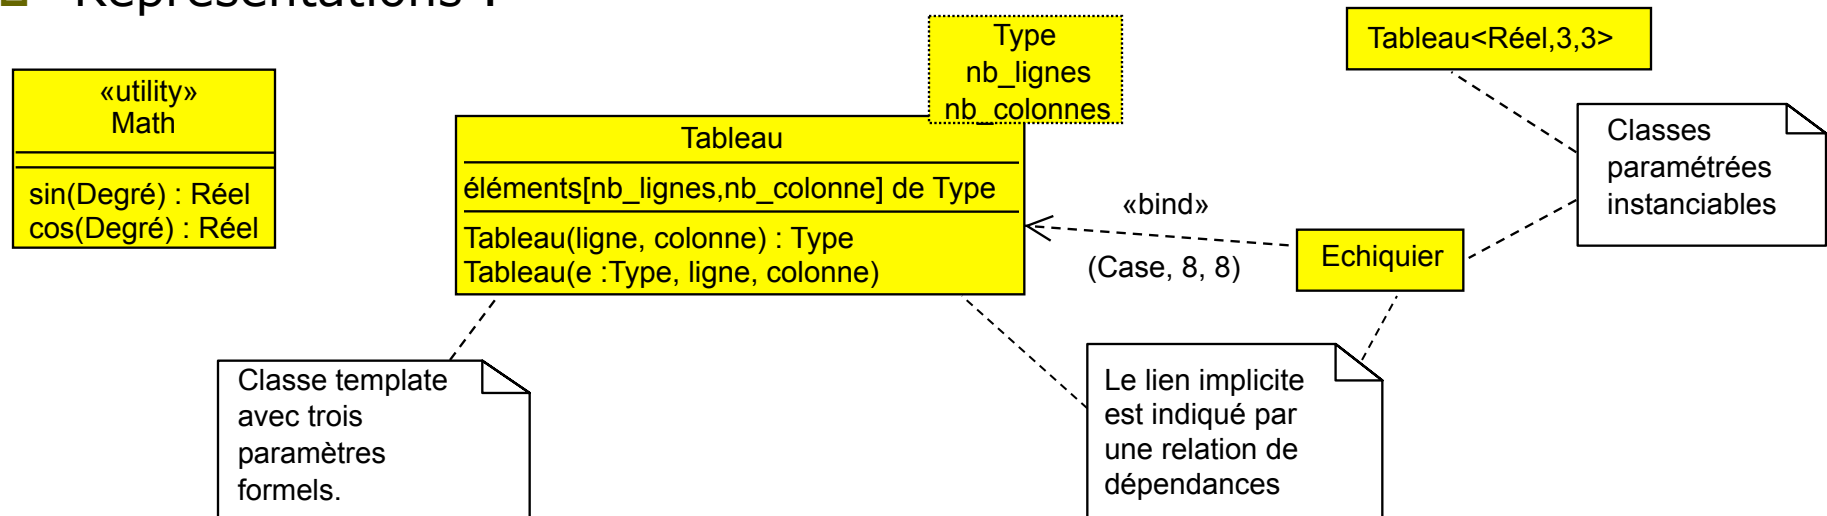 Représentations :
«utility»
Math
sin(Degré) : Réel
cos(Degré) : Réel
Type
nb_lignes
nb_colonnes
Tableau
éléments[nb_lignes,nb_colonne] de Type
Tableau(ligne, colonne) : Type
Tableau(e :Type, ligne, colonne)
«bind»
(Case, 8, 8)
Echiquier
Tableau<Réel,3,3>
Classes
paramétrées
instanciables
Classe template
avec trois
paramètres
formels.
Le lien implicite
est indiqué par
une relation de
dépendances